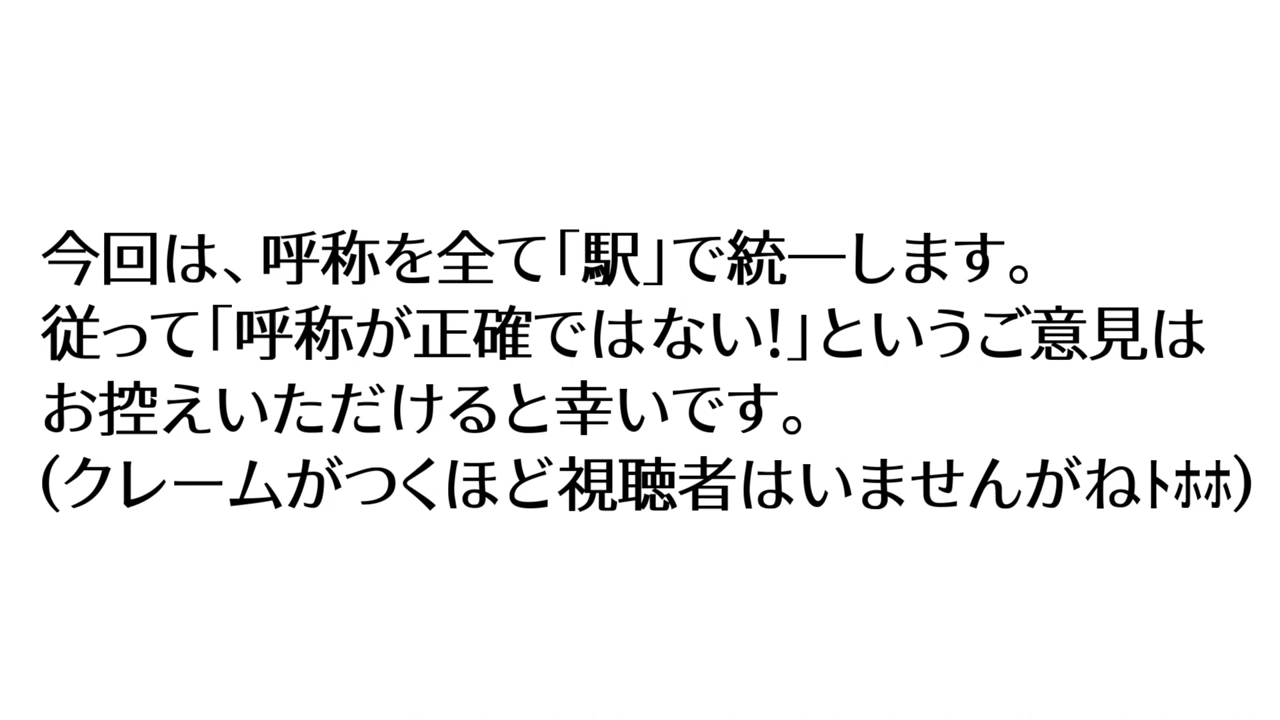 今回は、呼称を全て「駅」で統一します。
従って「呼称が正確ではない!」というご意見は
お控えいただけると幸いです。
(クレームがつくほど視聴者はいませんがねﾄﾎﾎ)